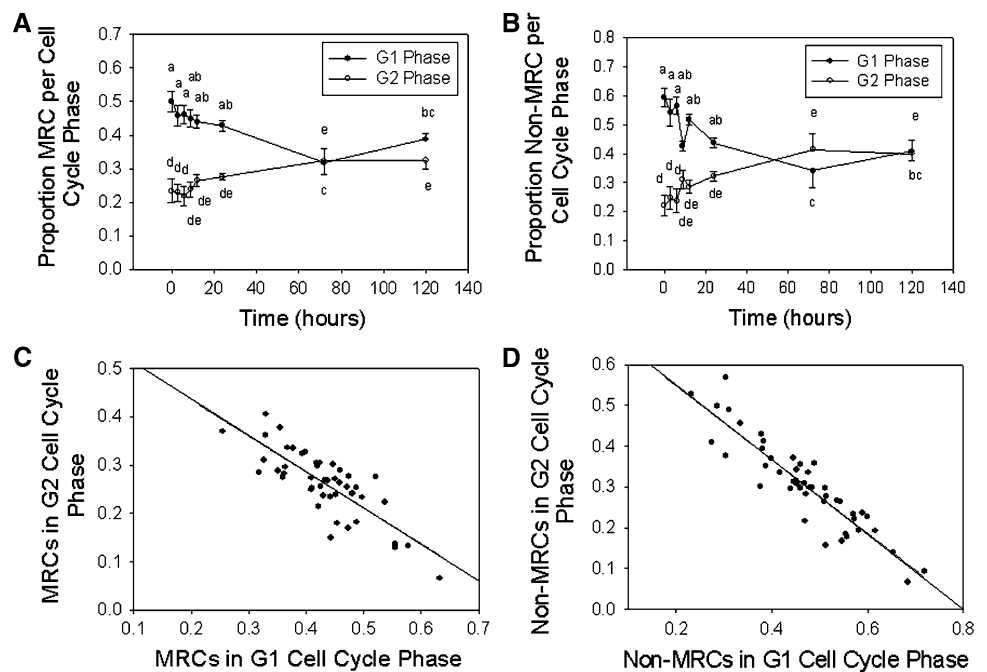 A
Proportion MRC per Cell
Cycle Phase
0.7
0.6
0.5
0.4
0.3
0.2
0.1
0.0
G1 Phase
G2 Phase
a
a
a
ab
ab
ab
e
bc
d
d
d
de
de
de
c
e
0 20 40 60 80 100 120 140
Time (hours)
B
Proportion Non-MRC per
Cell Cycle Phase
0.8
0.7
0.6
0.5
0.4
0.3
0.2
0.1
0.0
G1 Phase
G2 Phase
a
a
ab
a
ab
ab
e
e
d
d
d
d
de
de
de
c
bc
0 20 40 60 80 100 120 140
Time (hours)
C
MRCs in G2 Cell Cycle
Phase
0.5
0.4
0.3
0.2
0.1
0.0
0.1 0.2 0.3 0.4 0.5 0.6 0.7
MRCs in G1 Cell Cycle Phase
D
Non-MRCs in G2 Cell Cycle
Phase
0.6
0.5
0.4
0.3
0.2
0.1
0.0
0.2 0.4 0.6 0.8
Non-MRCs in G1 Cell Cycle Phase